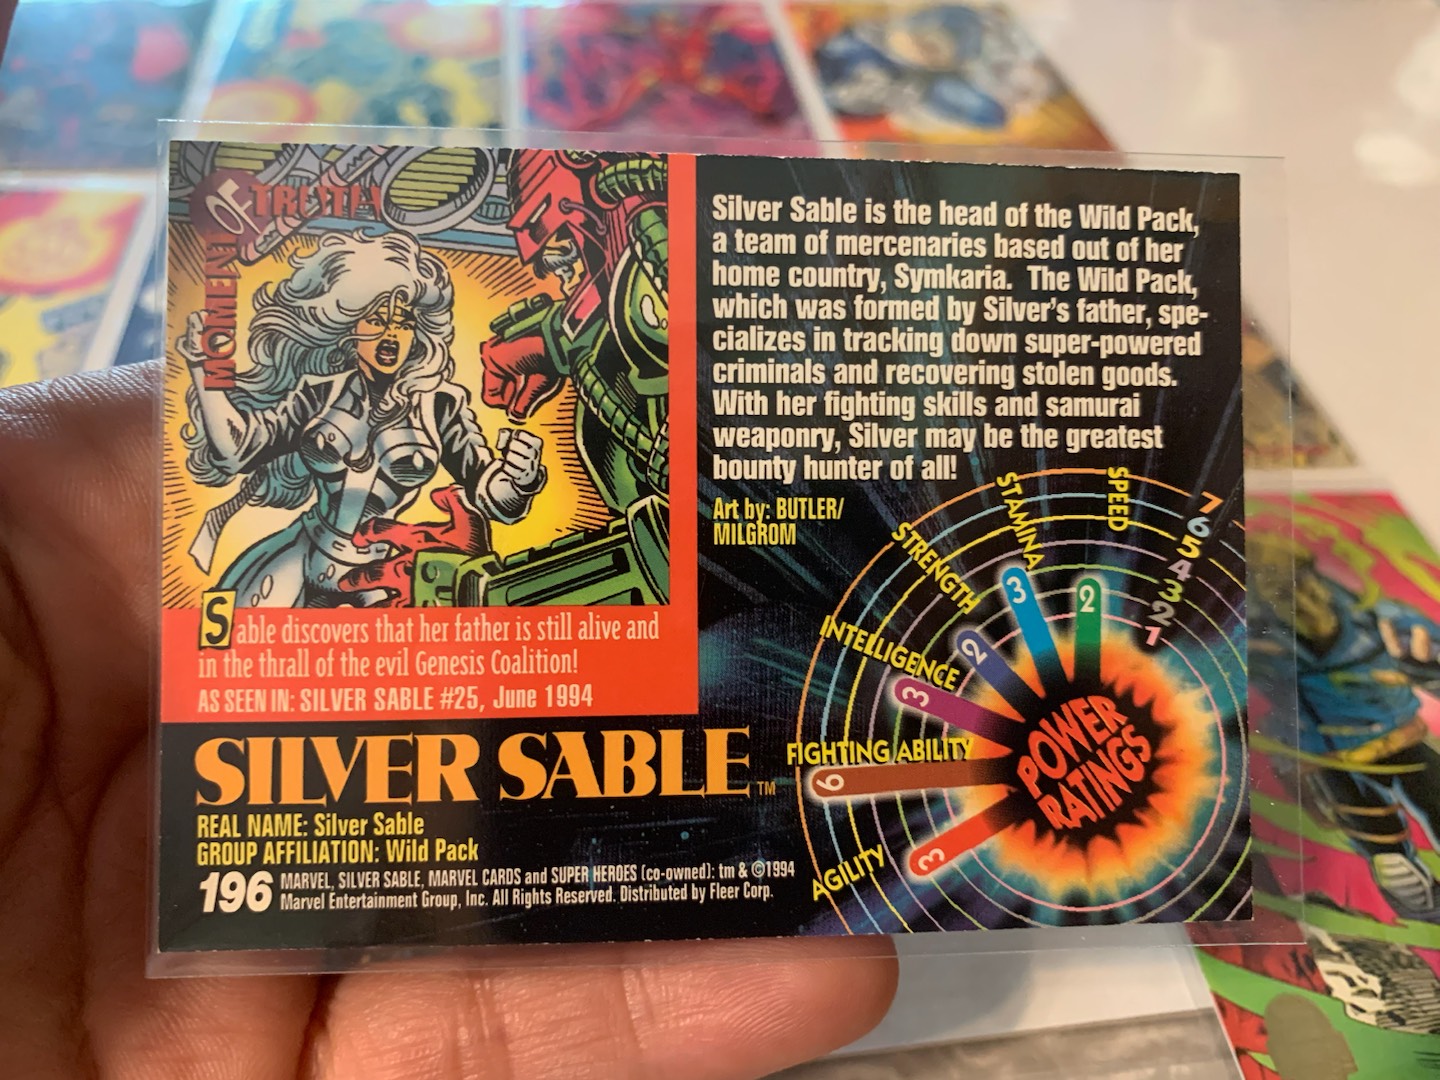 MOMENT OF TRUTH
Sable discovers that her father is still alive and
in the thrall of the evil Genesis Coalition!
AS SEEN IN: SILVER SABLE #25, June 1994
SILVER SABLE™
REAL NAME: Silver Sable
GROUP AFFILIATION: Wild Pack
196
MARVEL, SILVER SABLE, MARVEL CARDS and SUPER HEROES (co-owned): tm & ©1994
Marvel Entertainment Group, Inc. All Rights Reserved. Distributed by Fleer Corp.
Silver Sable is the head of the Wild Pack,
a team of mercenaries based out of her
home country, Symkaria. The Wild Pack,
which was formed by Silver's father, spe-
cializes in tracking down super-powered
criminals and recovering stolen goods.
With her fighting skills and samurai
weaponry, Silver may be the greatest
bounty hunter of all!
Art by: BUTLER/
MILGROM
SPEED
2
STAMINA
3
STRENGTH
2
INTELLIGENCE
3
FIGHTING ABILITY
6
AGILITY
3
7
6
5
4
3
2
1
POWER
RATINGS